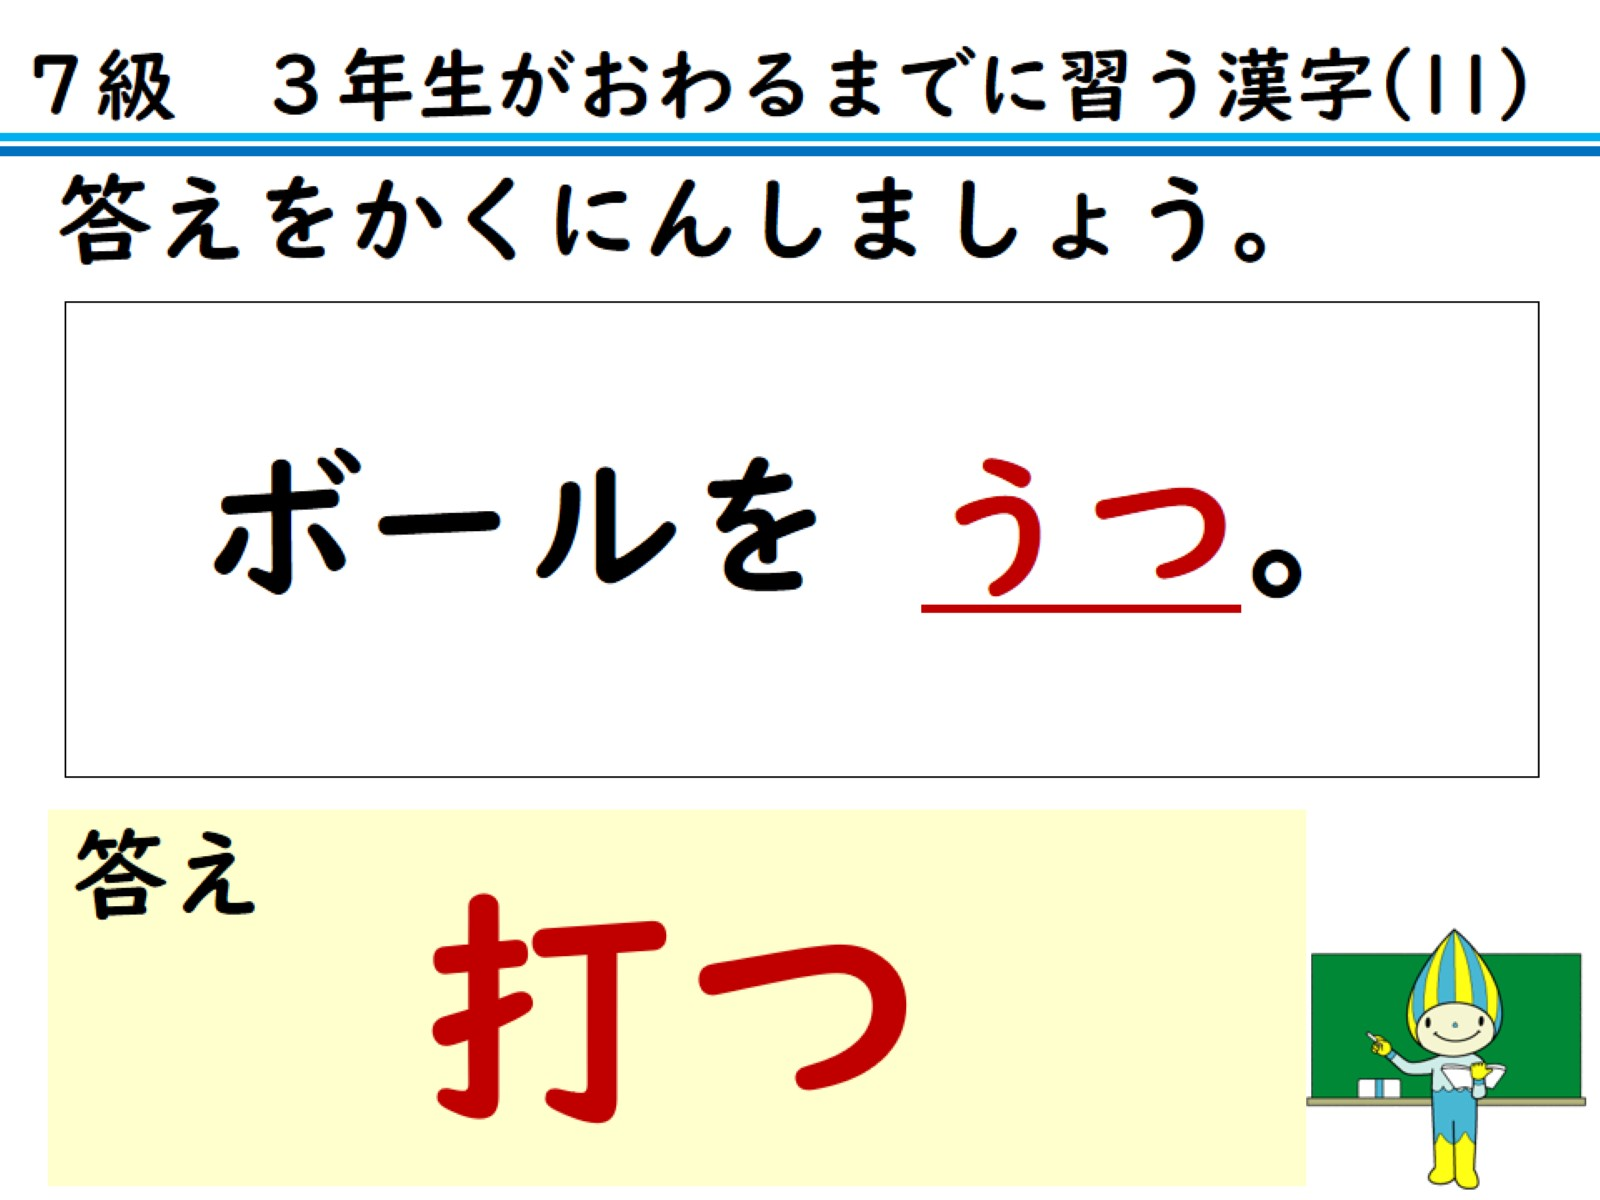 ７級　３年生がおわるまでに習う漢字(11)
答えをかくにんしましょう。
ボールを　うつ。
答え
打つ